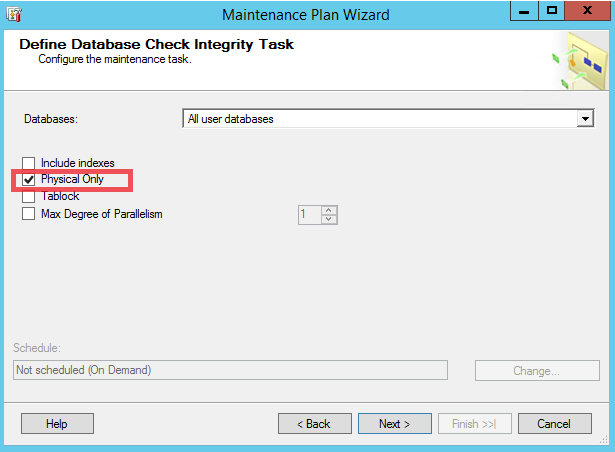 Maintenance Plan Wizard
Define Database Check Integrity Task
Configure the maintenance task.
Databases:
All user databases
Include indexes
Physical Only
Tablock
Max Degree of Parallelism
1
Schedule:
Not scheduled (On Demand)
Change...
Help
< Back
Next >
Finish >>|
Cancel